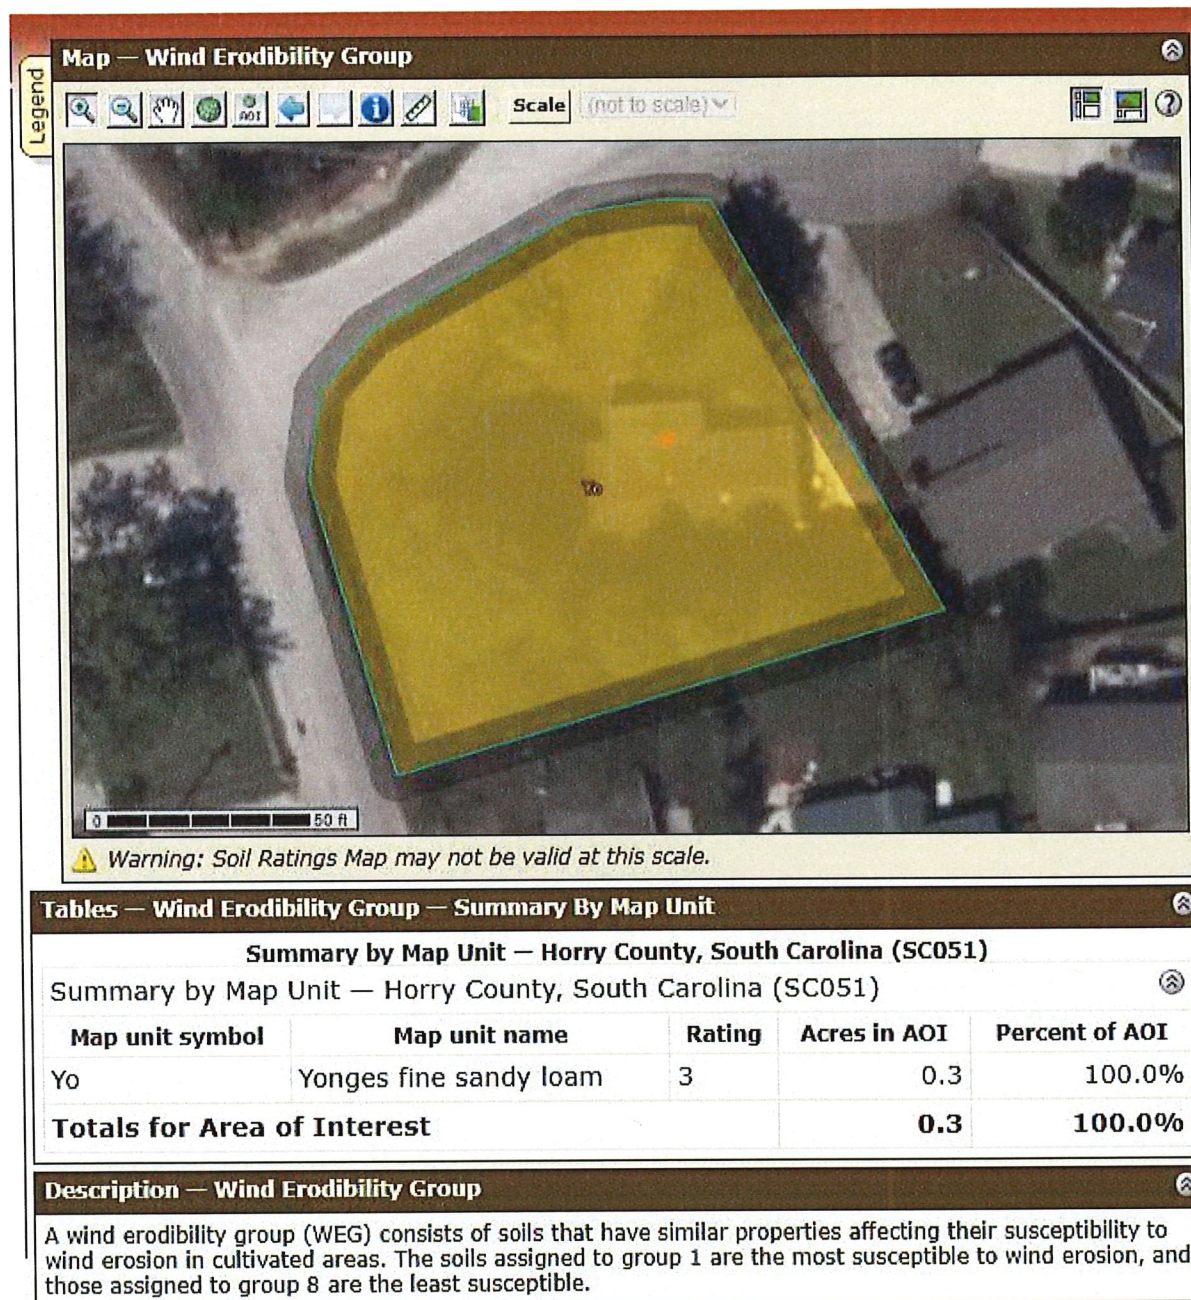 Legend
Map — Wind Erodibility Group
AOI
Scale (not to scale)
Yo
0 50 ft
Warning: Soil Ratings Map may not be valid at this scale.
Tables — Wind Erodibility Group — Summary By Map Unit
Summary by Map Unit — Horry County, South Carolina (SC051)
Summary by Map Unit — Horry County, South Carolina (SC051)
Map unit symbol Map unit name Rating Acres in AOI Percent of AOI
Yo Yonges fine sandy loam 3 0.3 100.0%
Totals for Area of Interest 0.3 100.0%
Description — Wind Erodibility Group
A wind erodibility group (WEG) consists of soils that have similar properties affecting their susceptibility to
wind erosion in cultivated areas. The soils assigned to group 1 are the most susceptible to wind erosion, and
those assigned to group 8 are the least susceptible.